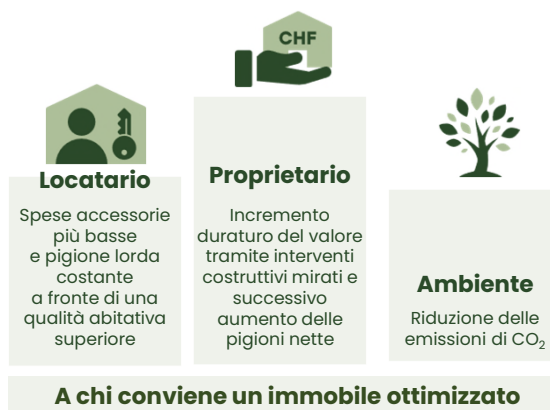 CHF
Locatario
Spese accessorie
più basse
e pigione lorda
costante
a fronte di una
qualità abitativa
superiore
Proprietario
Incremento
duraturo del valore
tramite interventi
costruttivi mirati e
successivo
aumento delle
pigioni nette
Ambiente
Riduzione delle
emissioni di CO₂
A chi conviene un immobile ottimizzato